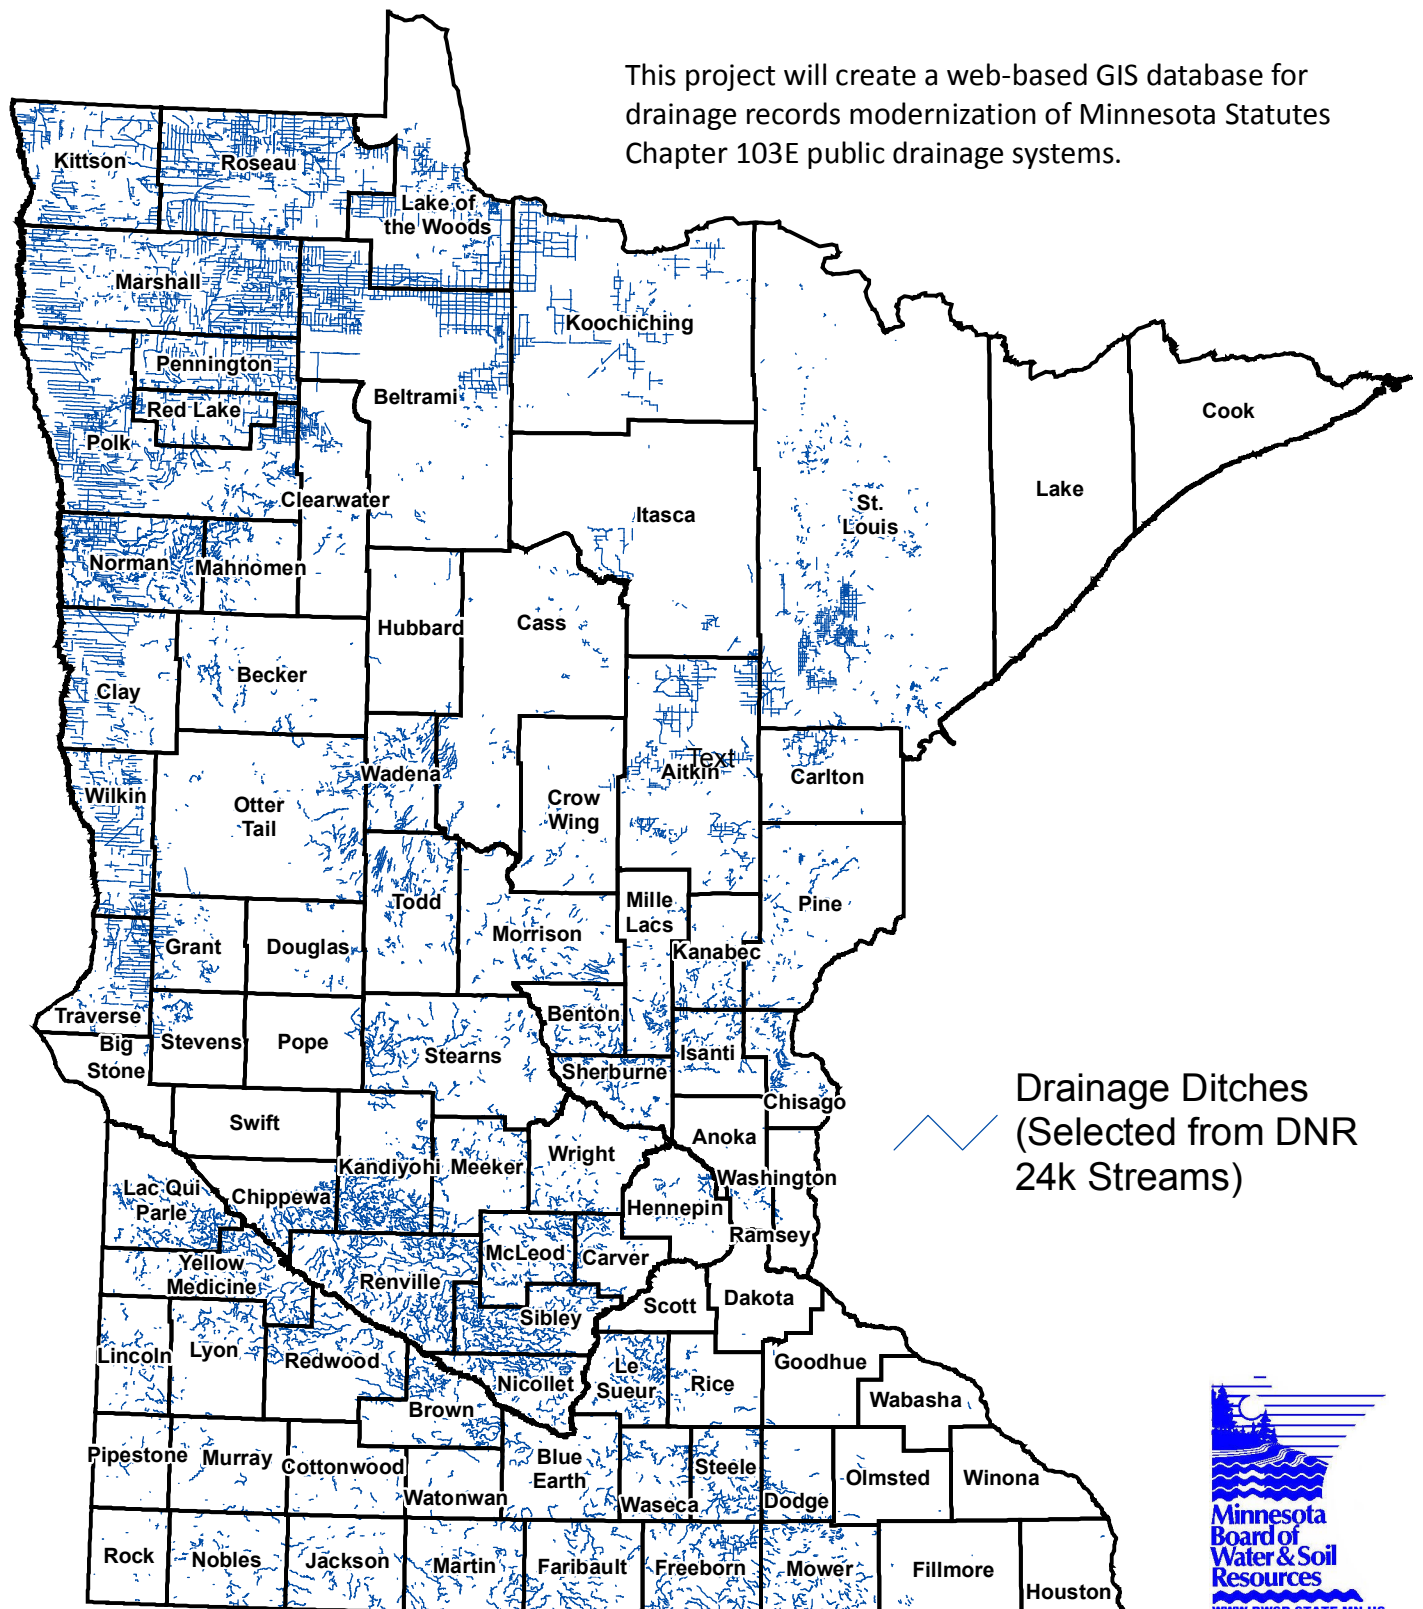 This project will create a web-based GIS database for
drainage records modernization of Minnesota Statutes
Chapter 103E public drainage systems.
Kittson
Roseau
Lake of
the Woods
Marshall
Koochiching
Pennington
Beltrami
Red Lake
Polk
Cook
Clearwater
Lake
Itasca
St.
Louis
Norman
Mahnomen
Hubbard
Cass
Clay
Becker
Text
Aitkin
Wadena
Carlton
Wilkin
Otter
Tail
Crow
Wing
Todd
Mille
Lacs
Pine
Morrison
Grant
Douglas
Kanabec
Traverse
Benton
Big
Stone
Stevens
Pope
Stearns
Isanti
Sherburne
Chisago
Drainage Ditches
(Selected from DNR
24k Streams)
Swift
Anoka
Kandiyohi
Meeker
Wright
Washington
Lac Qui
Parle
Chippewa
Hennepin
Ramsey
Yellow
Medicine
McLeod
Carver
Renville
Scott
Dakota
Sibley
Lincoln
Lyon
Redwood
Le
Sueur
Rice
Goodhue
Nicollet
Wabasha
Brown
Pipestone
Murray
Cottonwood
Blue
Earth
Steele
Olmsted
Winona
Watonwan
Waseca
Dodge
Rock
Nobles
Jackson
Martin
Faribault
Freeborn
Mower
Fillmore
Houston
Minnesota
Board of
Water & Soil
Resources
WWW.BWSR.STATE.MN.US